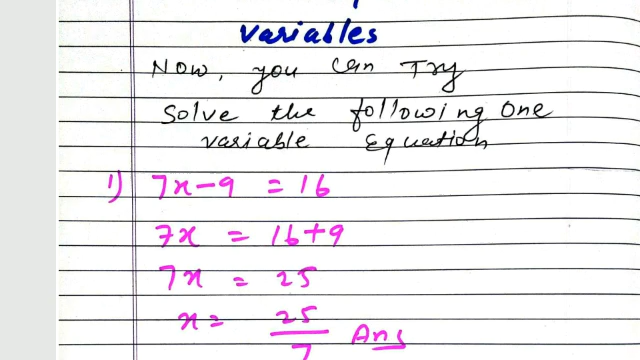 variables
Now, you can Try
Solve the following one
variable Equation
1) 7x-9 = 16
7x = 16+9
7x = 25
x = 25/7 Ans